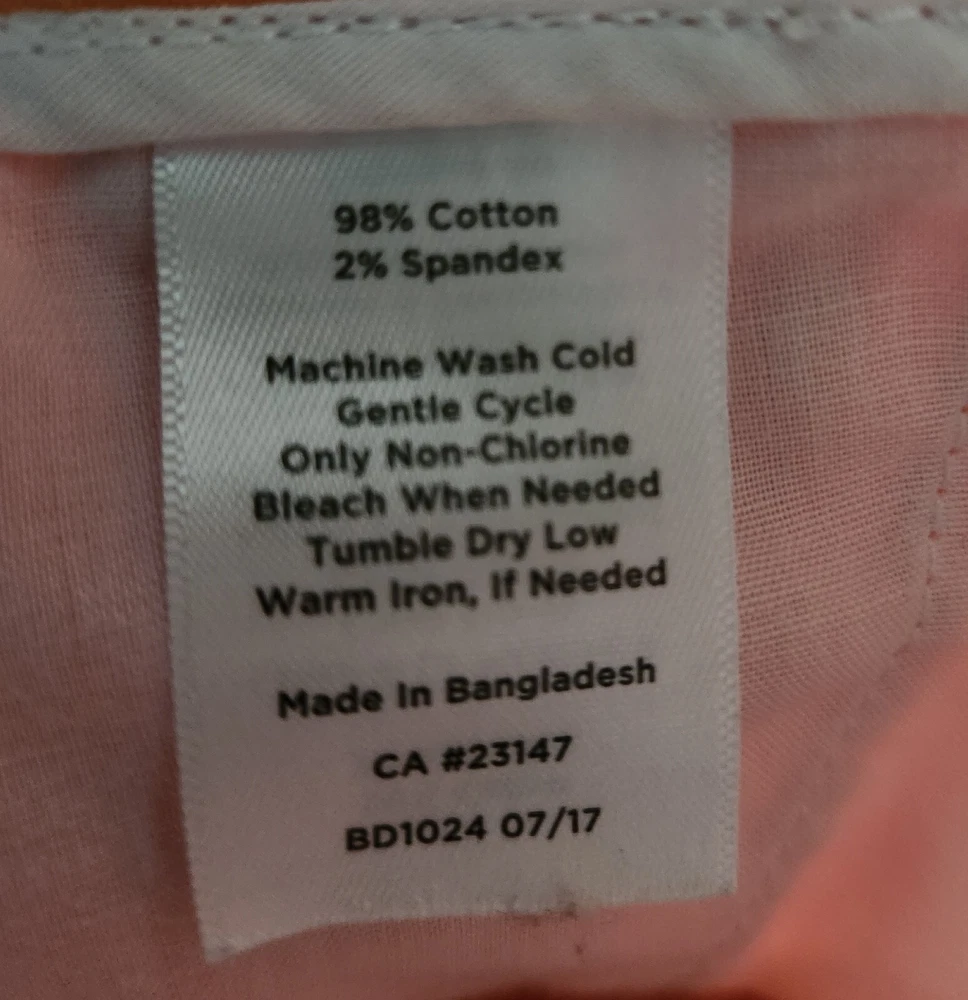 98% Cotton
2% Spandex
Machine Wash Cold
Gentle Cycle
Only Non-Chlorine
Bleach When Needed
Tumble Dry Low
Warm Iron, If Needed
Made In Bangladesh
CA #23147
BD1024 07/17